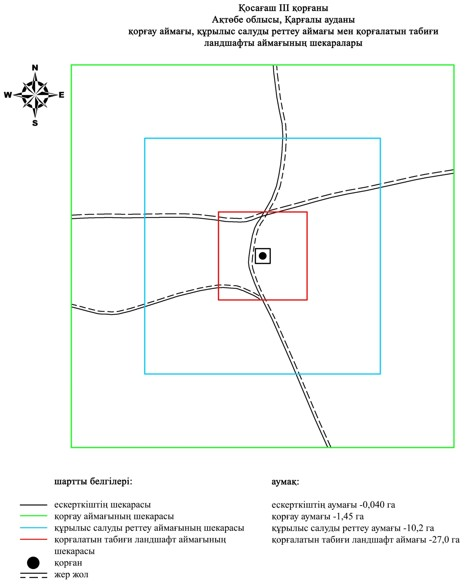 Қосағаш III қорғаны
Ақтөбе облысы, Қарғалы ауданы
қорғау аймағы, құрылыс салуды реттеу аймағы мен қорғалатын табиғи
ландшафты аймағының шекаралары
N
W E
S
шартты белгілері:
ескерткіштің шекарасы
қорғау аймағының шекарасы
құрылыс салуды реттеу аймағының шекарасы
қорғалатын табиғи ландшафт аймағының
шекарасы
қорған
жер жол
аумақ:
ескерткіштің аумағы -0,040 га
қорғау аумағы -1,45 га
құрылыс салуды реттеу аумағы -10,2 га
қорғалатын табиғи ландшафт аймағы -27,0 га